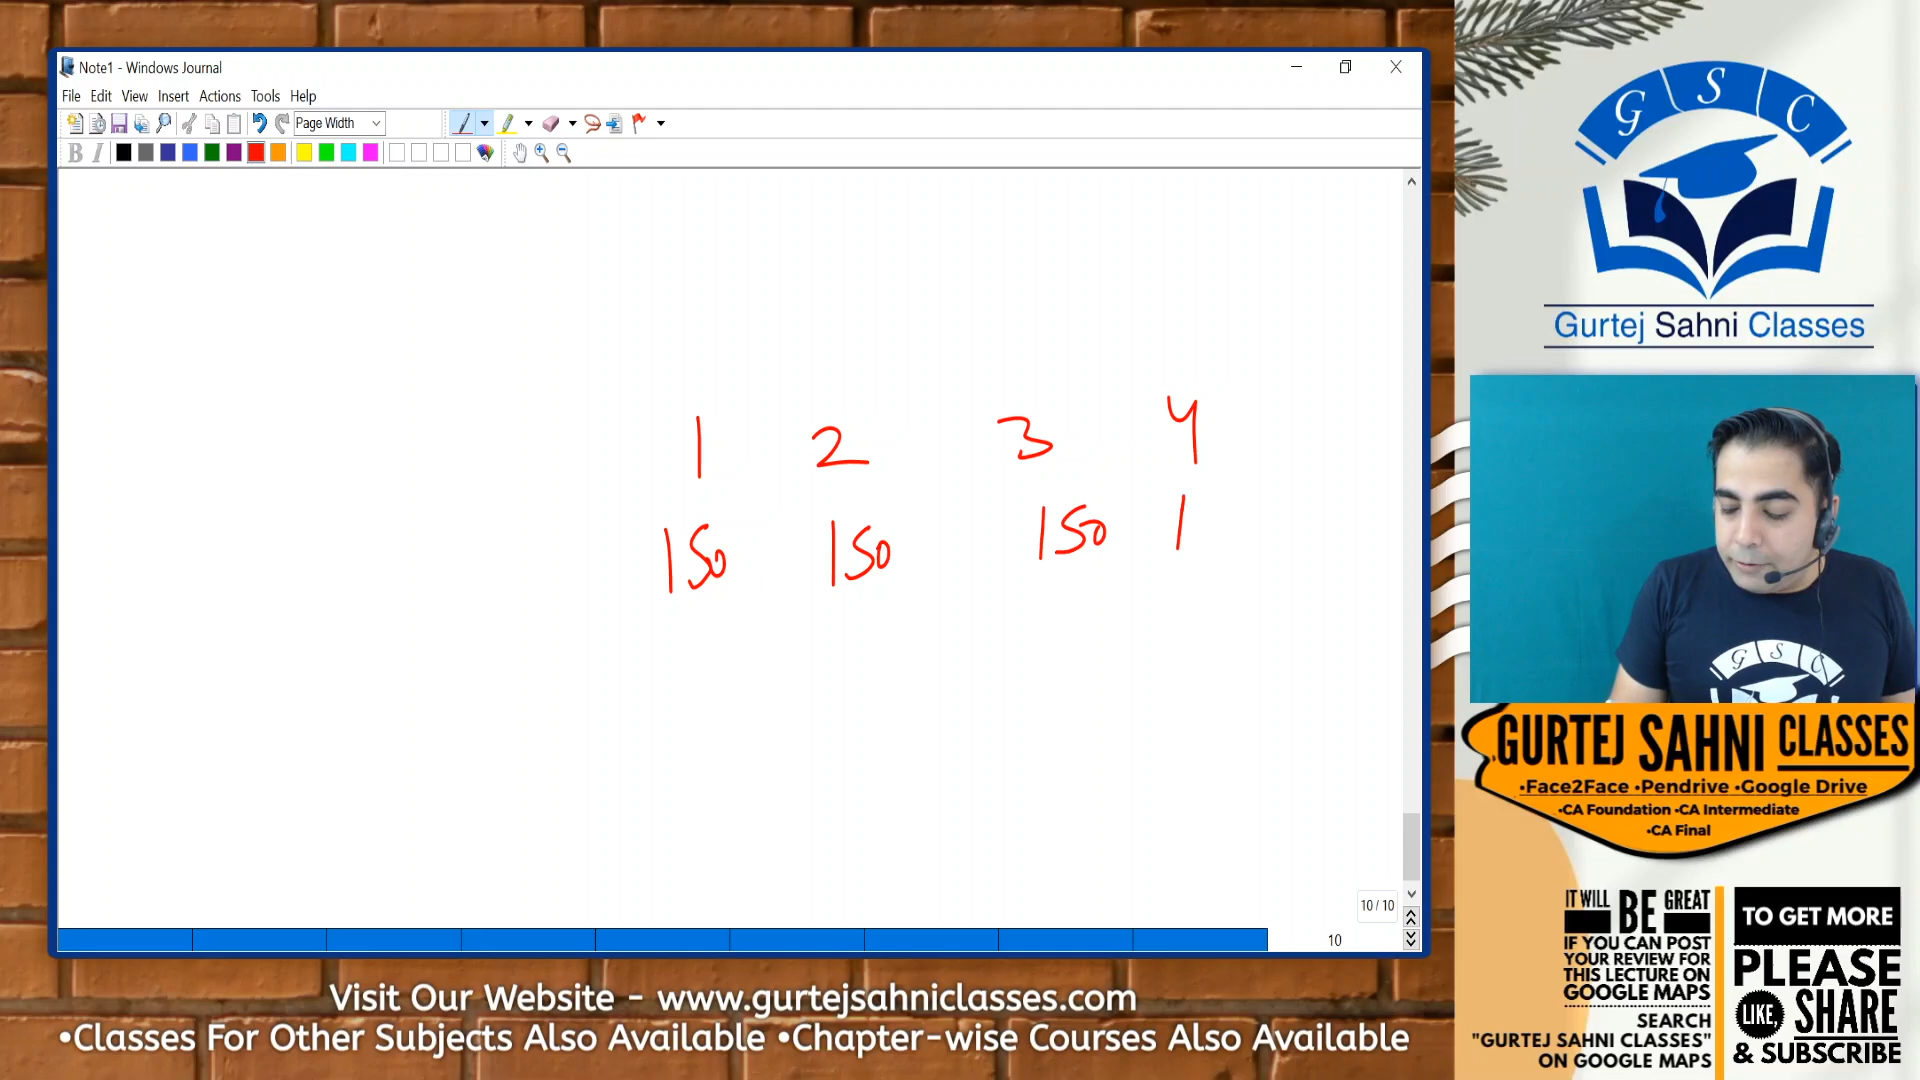 Note1 - Windows Journal
File Edit View Insert Actions Tools Help
Page Width
B I
1 2 3 4
150 150 150 1
10 / 10
10
G S C
Gurtej Sahni Classes
G S C
GURTEJ SAHNI CLASSES
•Face2Face •Pendrive •Google Drive
•CA Foundation •CA Intermediate
•CA Final
IT WILL BE GREAT
IF YOU CAN POST
YOUR REVIEW FOR
THIS LECTURE ON
GOOGLE MAPS
SEARCH
"GURTEJ SAHNI CLASSES"
ON GOOGLE MAPS
TO GET MORE
PLEASE
LIKE, SHARE
& SUBSCRIBE
Visit Our Website - www.gurtejsahniclasses.com
•Classes For Other Subjects Also Available •Chapter-wise Courses Also Available